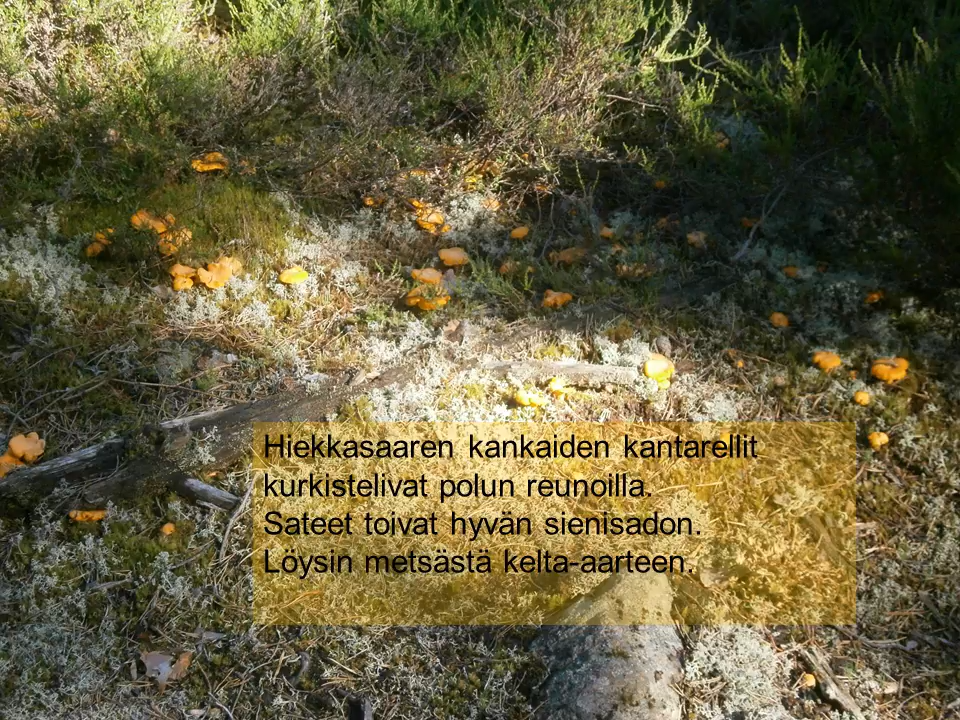 Hiekkasaaren kankaiden kantarellit
kurkistelivat polun reunoilla.
Sateet toivat hyvän sienisadon.
Löysin metsästä kelta-aarteen.